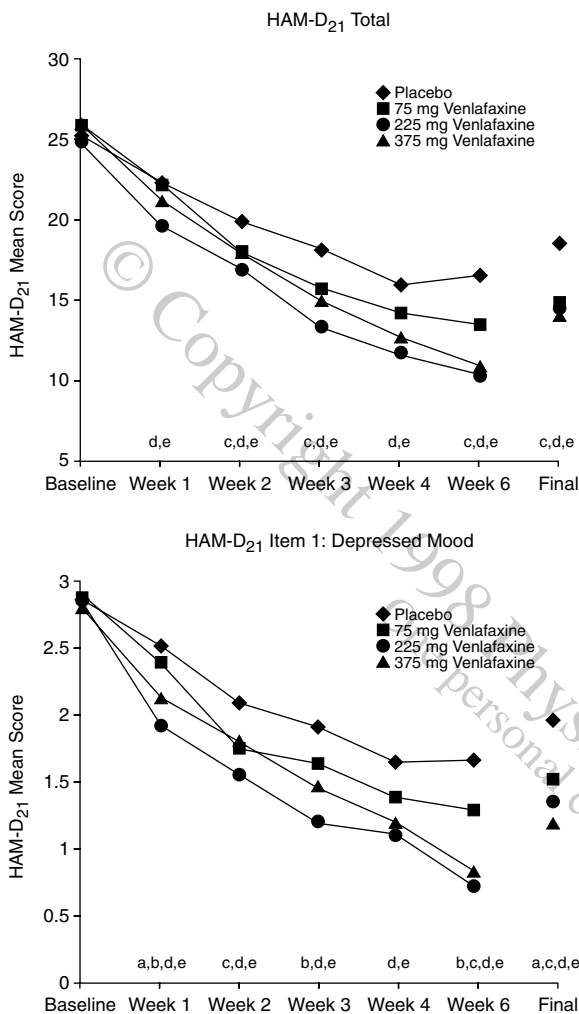 HAM-D21 Total
30
25
20
15
10
5
HAM-D21 Mean Score
Placebo
75 mg Venlafaxine
225 mg Venlafaxine
375 mg Venlafaxine
d,e
c,d,e
c,d,e
d,e
c,d,e
c,d,e
Baseline Week 1 Week 2 Week 3 Week 4 Week 6 Final
HAM-D21 Item 1: Depressed Mood
3
2.5
2
1.5
1
0.5
0
HAM-D21 Mean Score
Placebo
75 mg Venlafaxine
225 mg Venlafaxine
375 mg Venlafaxine
a,b,d,e
c,d,e
b,d,e
d,e
b,c,d,e
a,c,d,e
Baseline Week 1 Week 2 Week 3 Week 4 Week 6 Final
© Copyright 1998 Phys
personal